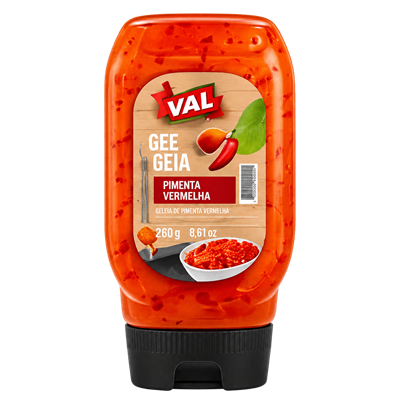 VAL
GEE
GEIA
PIMENTA
VERMELHA
GELEIA DE PIMENTA VERMELHA
260 g 8,61 oz